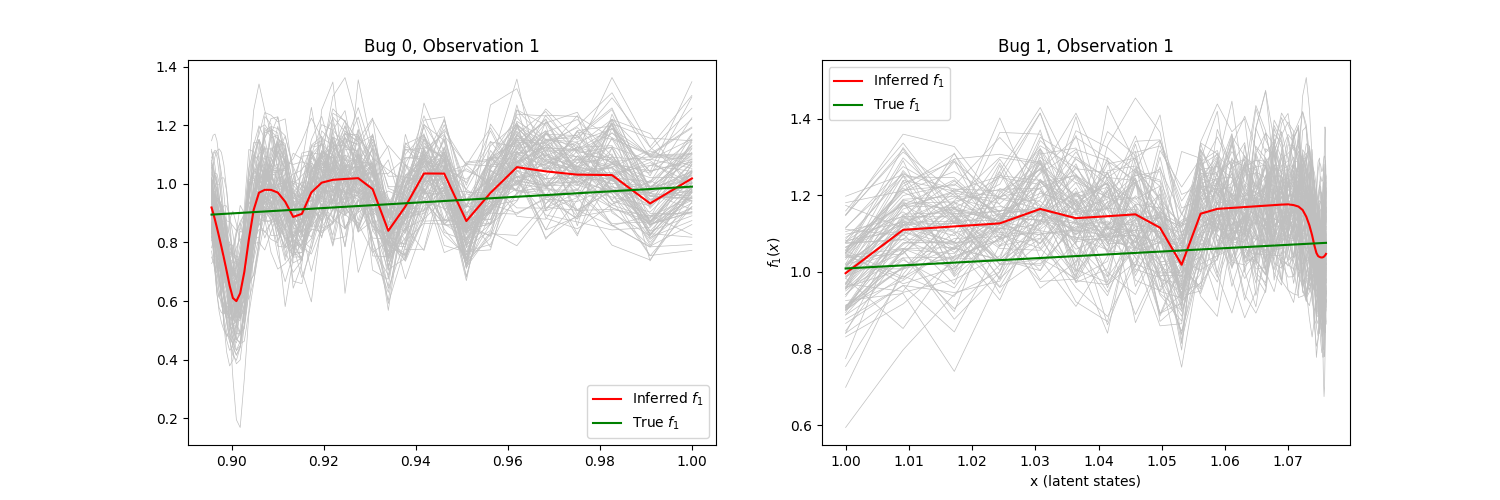 Bug 0, Observation 1
1.4
1.2
1.0
0.8
0.6
0.4
0.2
Inferred f₁
True f₁
0.90 0.92 0.94 0.96 0.98 1.00
Bug 1, Observation 1
Inferred f₁
True f₁
f₁(x)
1.4
1.2
1.0
0.8
0.6
1.00 1.01 1.02 1.03 1.04 1.05 1.06 1.07
x (latent states)